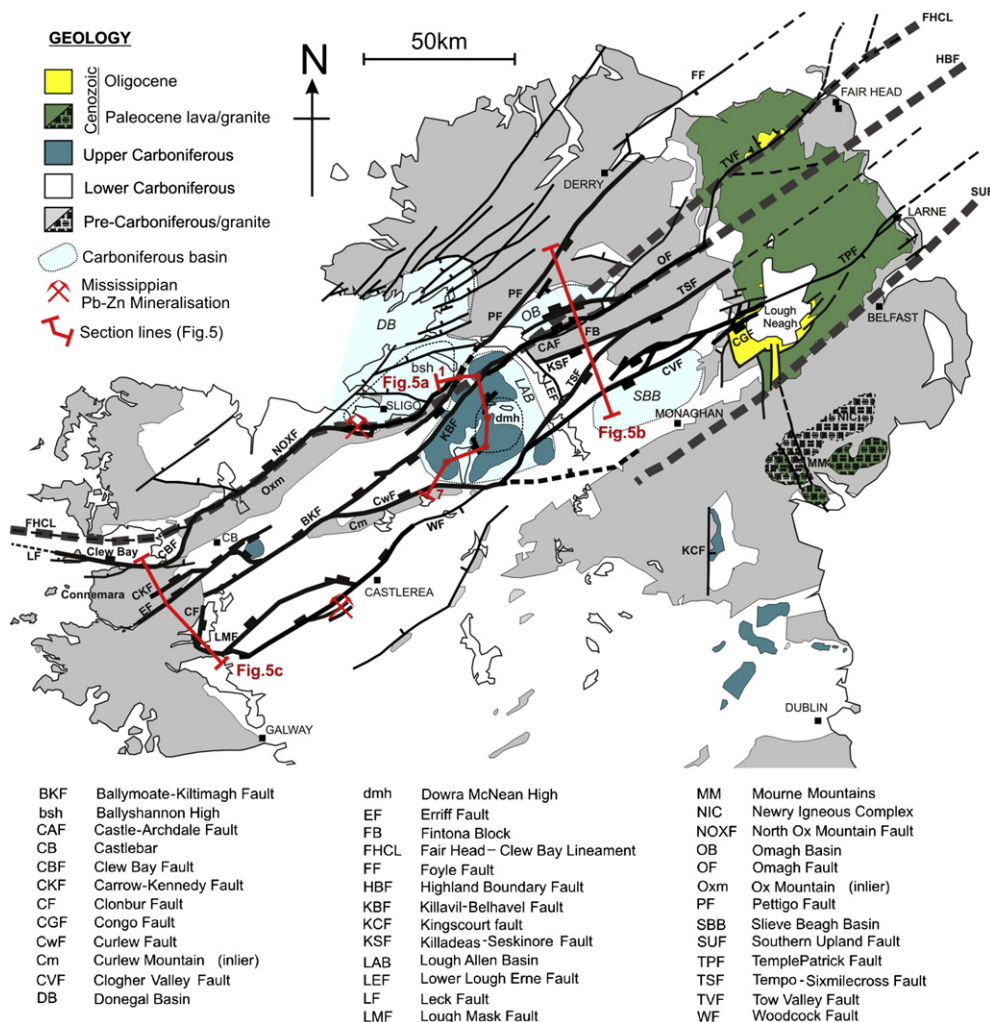 GEOLOGY
Cenozoic
Oligocene
Paleocene lava/granite
Upper Carboniferous
Lower Carboniferous
Pre-Carboniferous/granite
Carboniferous basin
Mississippian
Pb-Zn Mineralisation
Section lines (Fig.5)
N
50km
FHCL
HBF
FF
FAIR HEAD
TVF
DERRY
SUF
LARNE
OF
TPF
TSF
PF
DB
PF
OB
Lough
Neagh
BELFAST
FB
CAF
CGF
KSF
bsh
1
Fig.5a
TSF
CVF
LAB
LEF
SBB
SLIGO
dmh
MONAGHAN
Fig.5b
NIC
KBF
NOXF
MM
Oxm
CwF
7
BKF
Cm
WF
FHCL
CB
CBF
LF
Clew Bay
KCF
Connemara
CKF
EF
CASTLEREA
CF
LMF
Fig.5c
DUBLIN
GALWAY
BKF Ballymoate-Kiltimagh Fault
bsh Ballyshannon High
CAF Castle-Archdale Fault
CB Castlebar
CBF Clew Bay Fault
CKF Carrow-Kennedy Fault
CF Clonbur Fault
CGF Congo Fault
CwF Curlew Fault
Cm Curlew Mountain (inlier)
CVF Clogher Valley Fault
DB Donegal Basin
dmh Dowra McNean High
EF Erriff Fault
FB Fintona Block
FHCL Fair Head– Clew Bay Lineament
FF Foyle Fault
HBF Highland Boundary Fault
KBF Killavil-Belhavel Fault
KCF Kingscourt fault
KSF Killadeas-Seskinore Fault
LAB Lough Allen Basin
LEF Lower Lough Erne Fault
LF Leck Fault
LMF Lough Mask Fault
MM Mourne Mountains
NIC Newry Igneous Complex
NOXF North Ox Mountain Fault
OB Omagh Basin
OF Omagh Fault
Oxm Ox Mountain (inlier)
PF Pettigo Fault
SBB Slieve Beagh Basin
SUF Southern Upland Fault
TPF TemplePatrick Fault
TSF Tempo-Sixmilecross Fault
TVF Tow Valley Fault
WF Woodcock Fault